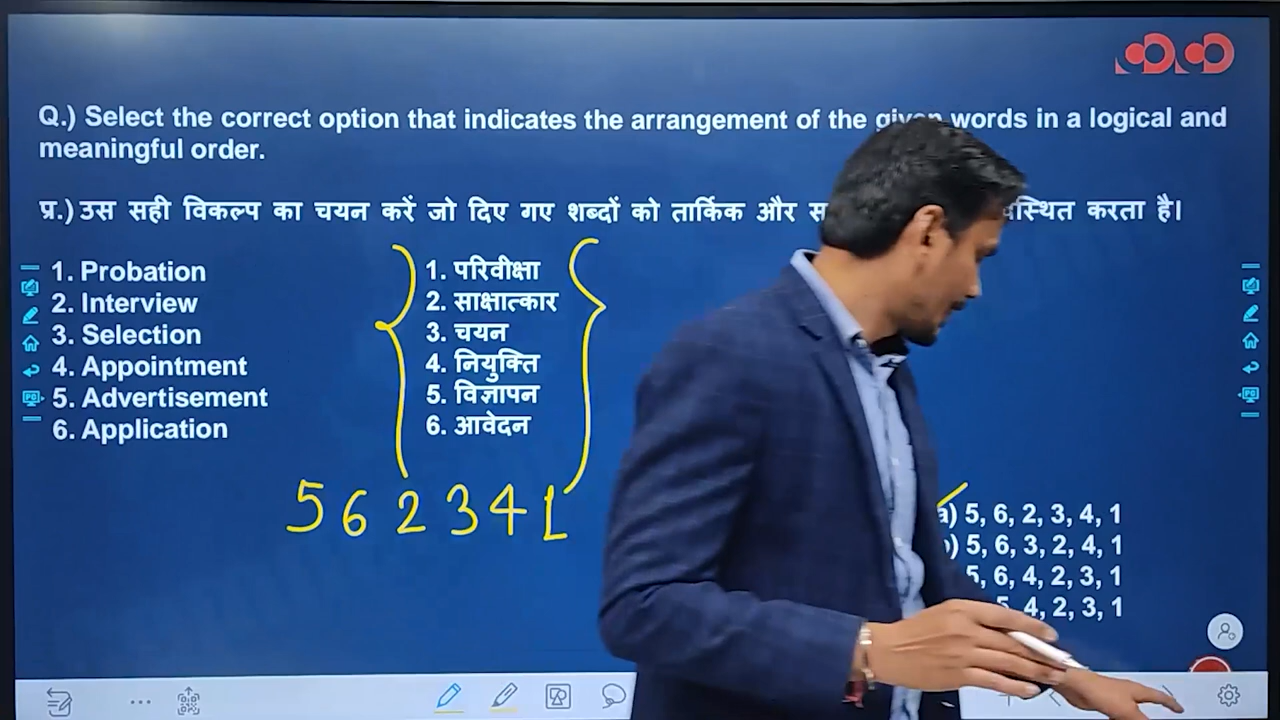 Q.) Select the correct option that indicates the arrangement of the given words in a logical and
meaningful order.
प्र.) उस सही विकल्प का चयन करें जो दिए गए शब्दों को तार्किक और करता है।
1. Probation
2. Interview
3. Selection
4. Appointment
5. Advertisement
6. Application
1. परिवीक्षा
2. साक्षात्कार
3. चयन
4. नियुक्ति
5. विज्ञापन
6. आवेदन
5 6 2 3 4 1
a) 5, 6, 2, 3, 4, 1
) 5, 6, 3, 2, 4, 1
5, 6, 4, 2, 3, 1
5, 4, 2, 3, 1